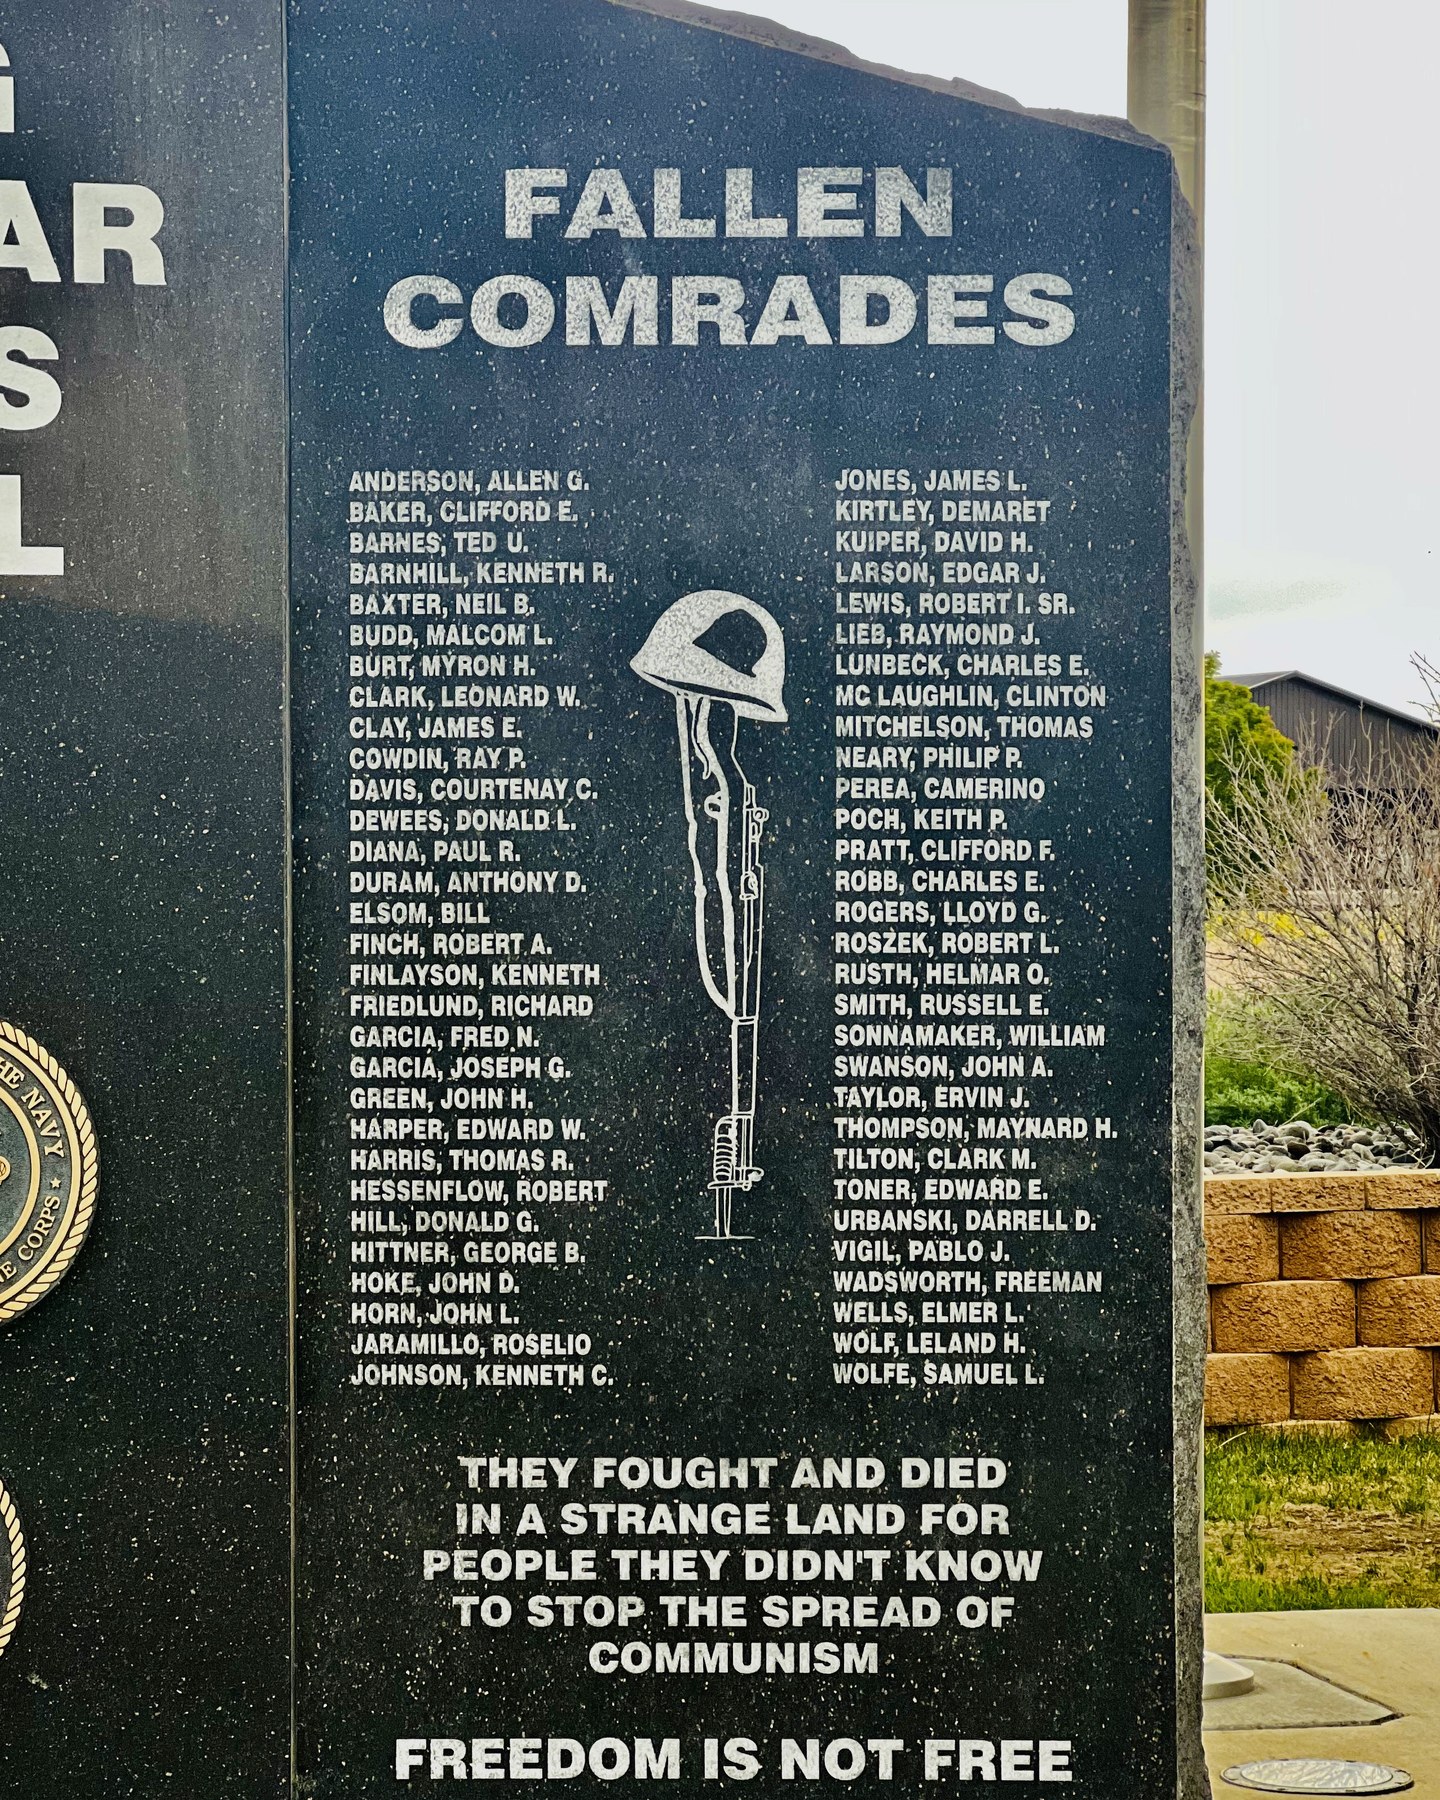 G
AR
S
L
FALLEN
COMRADES
ANDERSON, ALLEN G.
BAKER, CLIFFORD E.
BARNES, TED U.
BARNHILL, KENNETH R.
BAXTER, NEIL B.
BUDD, MALCOM L.
BURT, MYRON H.
CLARK, LEONARD W.
CLAY, JAMES E.
COWDIN, RAY P.
DAVIS, COURTENAY C.
DEWEES, DONALD L.
DIANA, PAUL R.
DURAM, ANTHONY D.
ELSOM, BILL
FINCH, ROBERT A.
FINLAYSON, KENNETH
FRIEDLUND, RICHARD
GARCIA, FRED N.
GARCIA, JOSEPH G.
GREEN, JOHN H.
HARPER, EDWARD W.
HARRIS, THOMAS R.
HESSENFLOW, ROBERT
HILL, DONALD G.
HITTNER, GEORGE B.
HOKE, JOHN D.
HORN, JOHN L.
JARAMILLO, ROSELIO
JOHNSON, KENNETH C.
JONES, JAMES L.
KIRTLEY, DEMARET
KUIPER, DAVID H.
LARSON, EDGAR J.
LEWIS, ROBERT I. SR.
LIEB, RAYMOND J.
LUNBECK, CHARLES E.
MC LAUGHLIN, CLINTON
MITCHELSON, THOMAS
NEARY, PHILIP P.
PEREA, CAMERINO
POCH, KEITH P.
PRATT, CLIFFORD F.
ROBB, CHARLES E.
ROGERS, LLOYD G.
ROSZEK, ROBERT L.
RUSTH, HELMAR O.
SMITH, RUSSELL E.
SONNAMAKER, WILLIAM
SWANSON, JOHN A.
TAYLOR, ERVIN J.
THOMPSON, MAYNARD H.
TILTON, CLARK M.
TONER, EDWARD E.
URBANSKI, DARRELL D.
VIGIL, PABLO J.
WADSWORTH, FREEMAN
WELLS, ELMER L.
WOLF, LELAND H.
WOLFE, SAMUEL L.
HE NAVY
NE CORPS
THEY FOUGHT AND DIED
IN A STRANGE LAND FOR
PEOPLE THEY DIDN'T KNOW
TO STOP THE SPREAD OF
COMMUNISM
FREEDOM IS NOT FREE